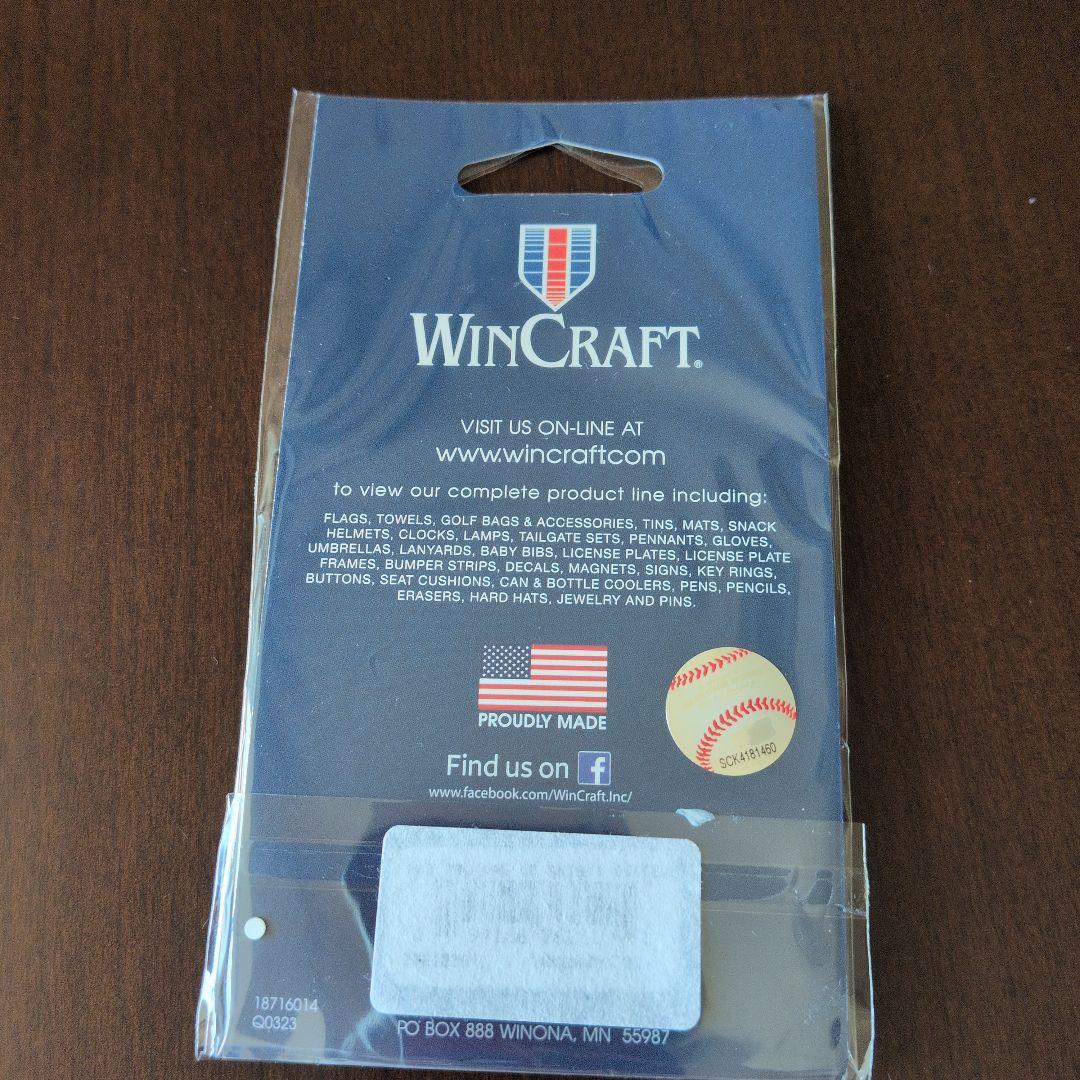 WINCRAFT®
VISIT US ON-LINE AT
www.wincraft.com
to view our complete product line including:
FLAGS, TOWELS, GOLF BAGS & ACCESSORIES, TINS, MATS, SNACK
HELMETS, CLOCKS, LAMPS, TAILGATE SETS, PENNANTS, GLOVES,
UMBRELLAS, LANYARDS, BABY BIBS, LICENSE PLATES, LICENSE PLATE
FRAMES, BUMPER STRIPS, DECALS, MAGNETS, SIGNS, KEY RINGS,
BUTTONS, SEAT CUSHIONS, CAN & BOTTLE COOLERS, PENS, PENCILS,
ERASERS, HARD HATS, JEWELRY AND PINS.
PROUDLY MADE
SCK4181460
Find us on f
www.facebook.com/WinCraft.Inc/
18716014
Q0323
PO BOX 888 WINONA, MN 55987